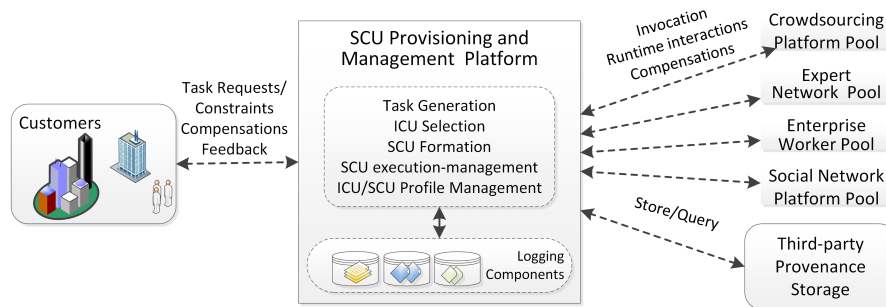 Customers
Task Requests/
Constraints
Compensations
Feedback
SCU Provisioning and
Management Platform
Task Generation
ICU Selection
SCU Formation
SCU execution-management
ICU/SCU Profile Management
Logging
Components
Invocation
Runtime interactions
Compensations
Store/Query
Crowdsourcing
Platform Pool
Expert
Network Pool
Enterprise
Worker Pool
Social Network
Platform Pool
Third-party
Provenance
Storage